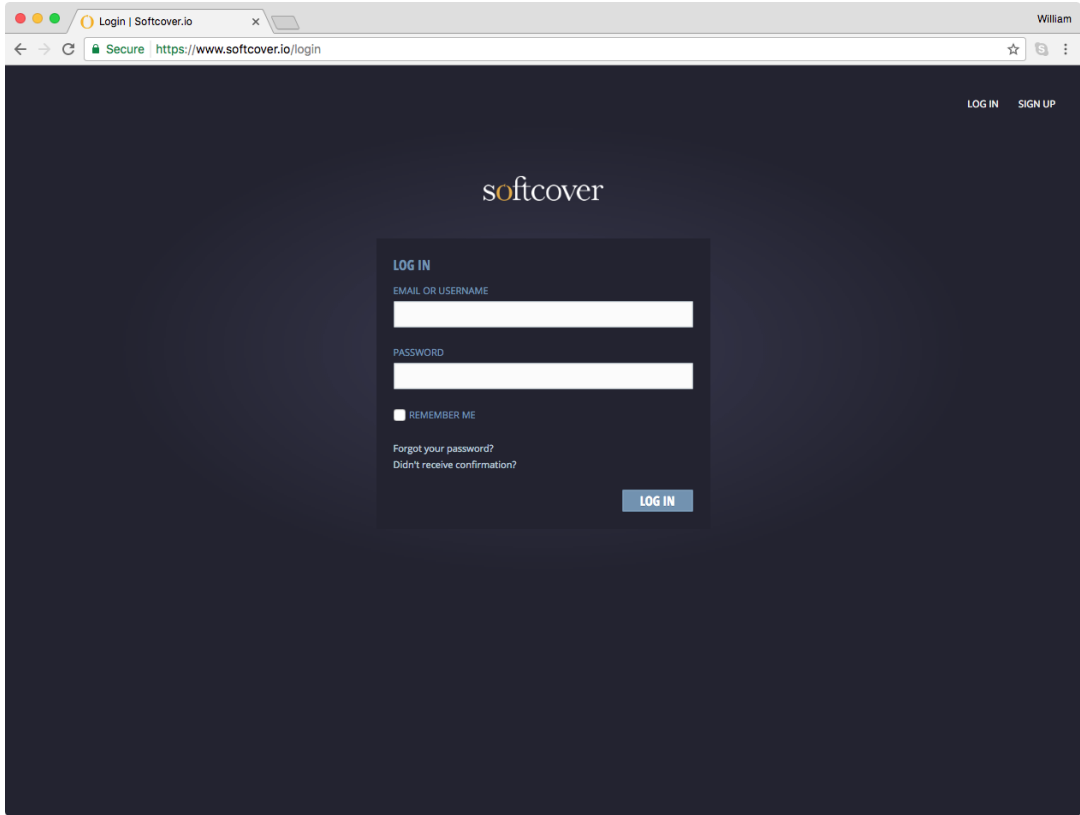 Login | Softcover.io
William
Secure https://www.softcover.io/login
LOG IN SIGN UP
softcover
LOG IN
EMAIL OR USERNAME
PASSWORD
REMEMBER ME
Forgot your password?
Didn't receive confirmation?
LOG IN